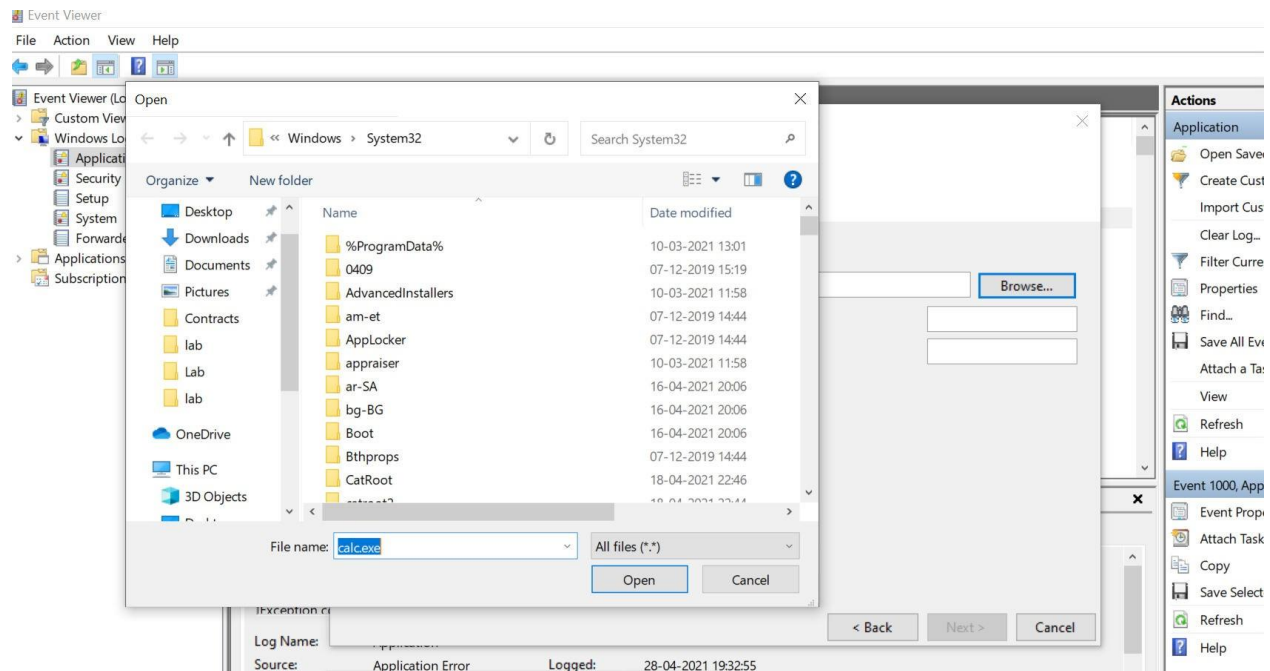 Event Viewer
File Action View Help
Event Viewer (Lo
Custom View
Windows Lo
Applicati
Security
Setup
System
Forwarde
Applications
Subscription
Open
« Windows › System32
Search System32
Organize New folder
Desktop
Downloads
Documents
Pictures
Contracts
lab
Lab
lab
OneDrive
This PC
3D Objects
Name Date modified
%ProgramData% 10-03-2021 13:01
0409 07-12-2019 15:19
AdvancedInstallers 10-03-2021 11:58
am-et 07-12-2019 14:44
AppLocker 07-12-2019 14:44
appraiser 10-03-2021 11:58
ar-SA 16-04-2021 20:06
bg-BG 16-04-2021 20:06
Boot 16-04-2021 20:06
Bthprops 07-12-2019 14:44
CatRoot 18-04-2021 22:46
File name: calc.exe All files (*.*)
Open Cancel
Browse...
< Back Next > Cancel
Log Name:
Source: Application Error Logged: 28-04-2021 19:32:55
Actions
Application
Open Save
Create Cust
Import Cus
Clear Log...
Filter Curre
Properties
Find...
Save All Eve
Attach a Tas
View
Refresh
Help
Event 1000, App
Event Prope
Attach Task
Copy
Save Select
Refresh
Help